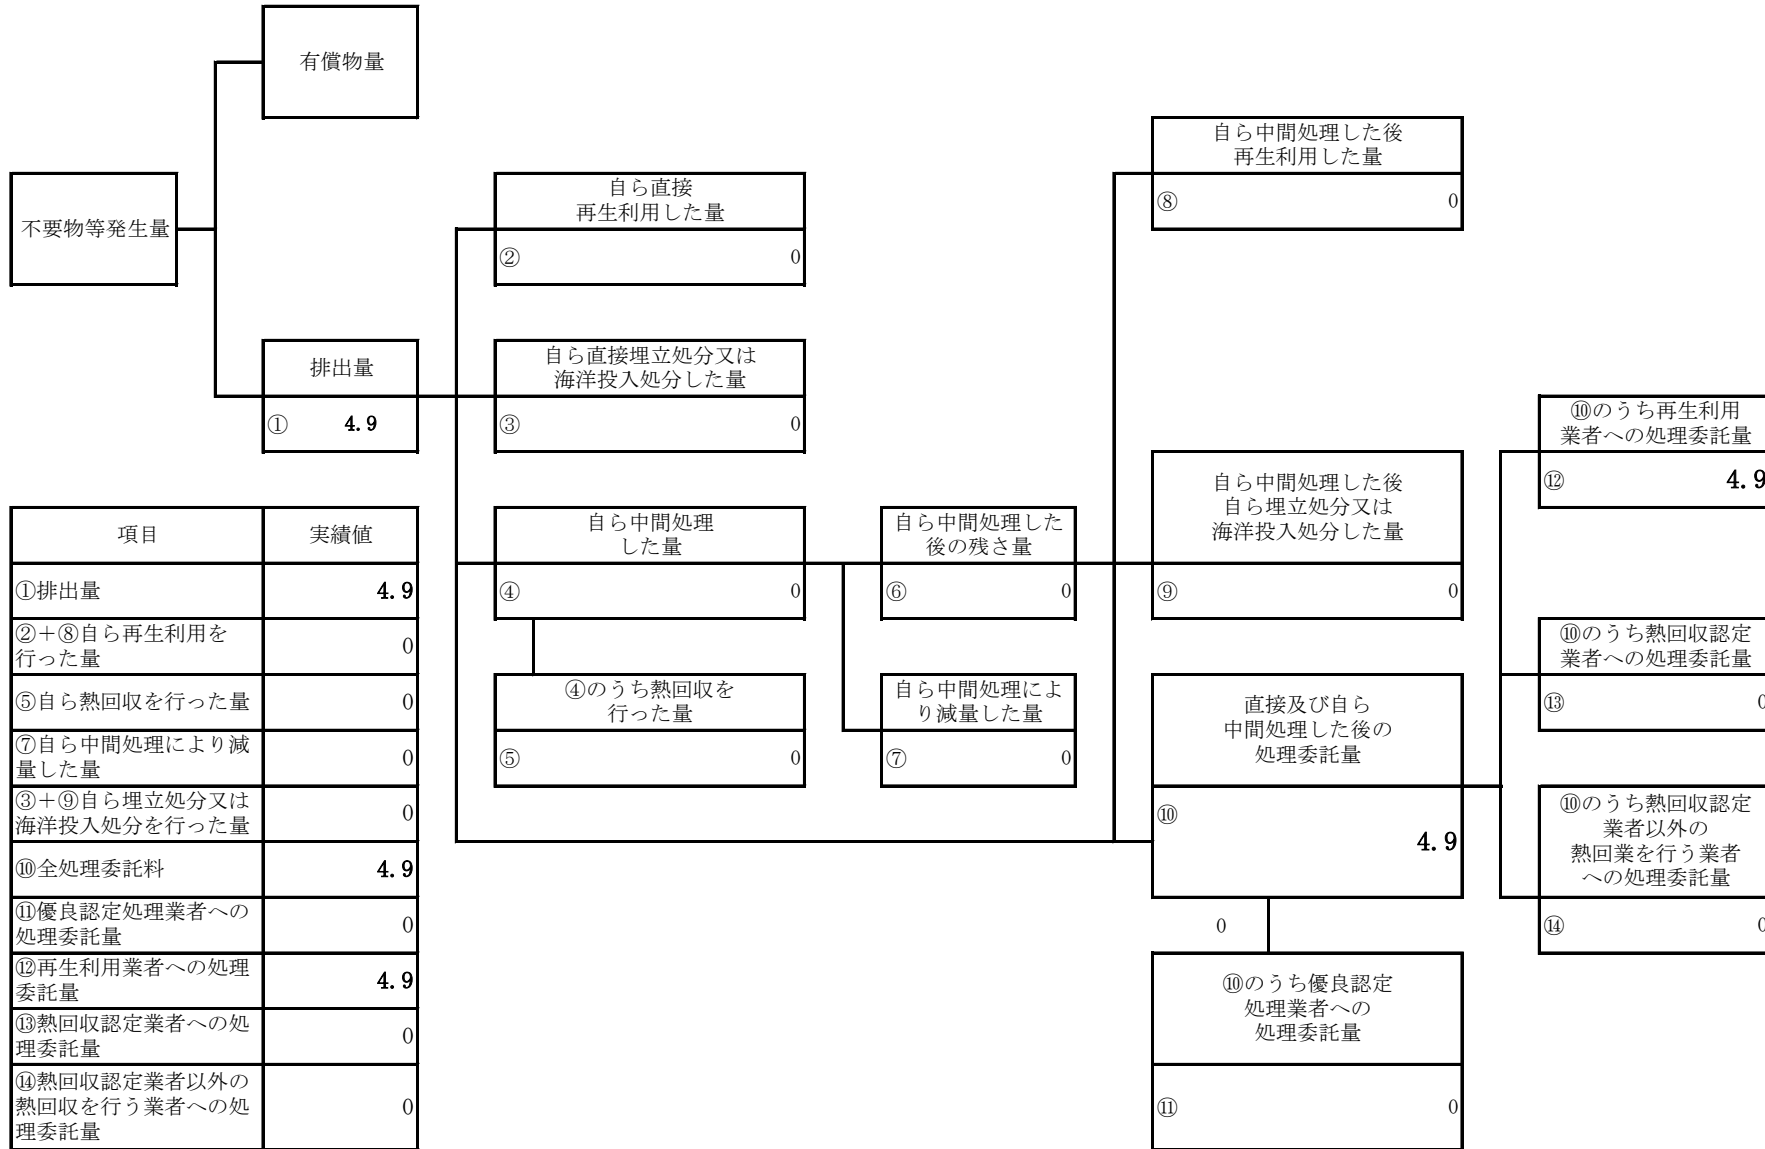 有償物量
不要物等発生量
排出量
① 4.9
自ら直接
再生利用した量
② 0
自ら直接埋立処分又は
海洋投入処分した量
③ 0
自ら中間処理
した量
④ 0
④のうち熱回収を
行った量
⑤ 0
自ら中間処理した
後の残さ量
⑥ 0
自ら中間処理によ
り減量した量
⑦ 0
自ら中間処理した後
再生利用した量
⑧ 0
自ら中間処理した後
自ら埋立処分又は
海洋投入処分した量
⑨ 0
直接及び自ら
中間処理した後の
処理委託量
⑩
4.9
0
⑩のうち優良認定
処理業者への
処理委託量
⑪ 0
⑩のうち再生利用
業者への処理委託量
⑫ 4.9
⑩のうち熱回収認定
業者への処理委託量
⑬ 0
⑩のうち熱回収認定
業者以外の
熱回業を行う業者
への処理委託量
⑭ 0
項目 実績値
①排出量 4.9
②＋⑧自ら再生利用を
行った量 0
⑤自ら熱回収を行った量 0
⑦自ら中間処理により減
量した量 0
③＋⑨自ら埋立処分又は
海洋投入処分を行った量 0
⑩全処理委託料 4.9
⑪優良認定処理業者への
処理委託量 0
⑫再生利用業者への処理
委託量 4.9
⑬熱回収認定業者への処
理委託量 0
⑭熱回収認定業者以外の
熱回収を行う業者への処
理委託量 0